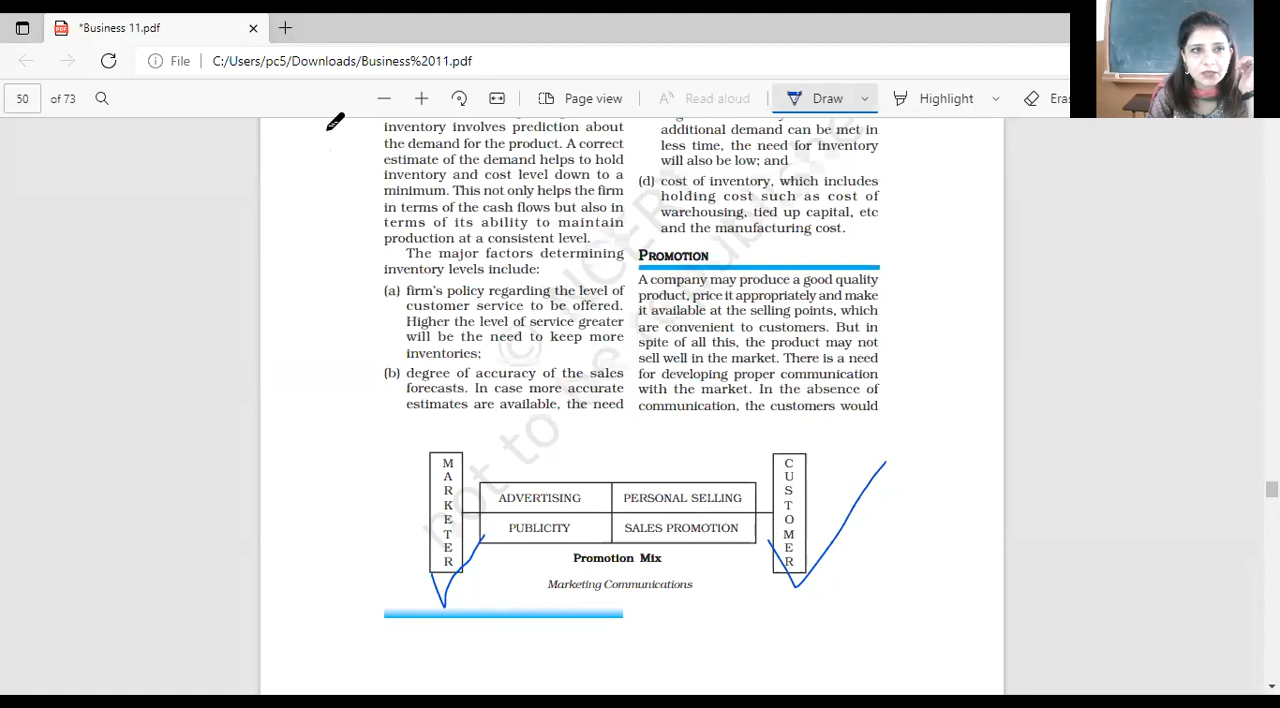 *Business 11.pdf
File
C:/Users/pc5/Downloads/Business%2011.pdf
50 of 73
Page view
Read aloud
Draw
Highlight
Eras
inventory involves prediction about
the demand for the product. A correct
estimate of the demand helps to hold
inventory and cost level down to a
minimum. This not only helps the firm
in terms of the cash flows but also in
terms of its ability to maintain
production at a consistent level.
The major factors determining
inventory levels include:
(a) firm's policy regarding the level of
customer service to be offered.
Higher the level of service greater
will be the need to keep more
inventories;
(b) degree of accuracy of the sales
forecasts. In case more accurate
estimates are available, the need
additional demand can be met in
less time, the need for inventory
will also be low; and
(d) cost of inventory, which includes
holding cost such as cost of
warehousing, tied up capital, etc
and the manufacturing cost.
PROMOTION
A company may produce a good quality
product, price it appropriately and make
it available at the selling points, which
are convenient to customers. But in
spite of all this, the product may not
sell well in the market. There is a need
for developing proper communication
with the market. In the absence of
communication, the customers would
MARKETER
ADVERTISING
PERSONAL SELLING
PUBLICITY
SALES PROMOTION
CUSTOMER
Promotion Mix
Marketing Communications
© NCERT
not to be republishe